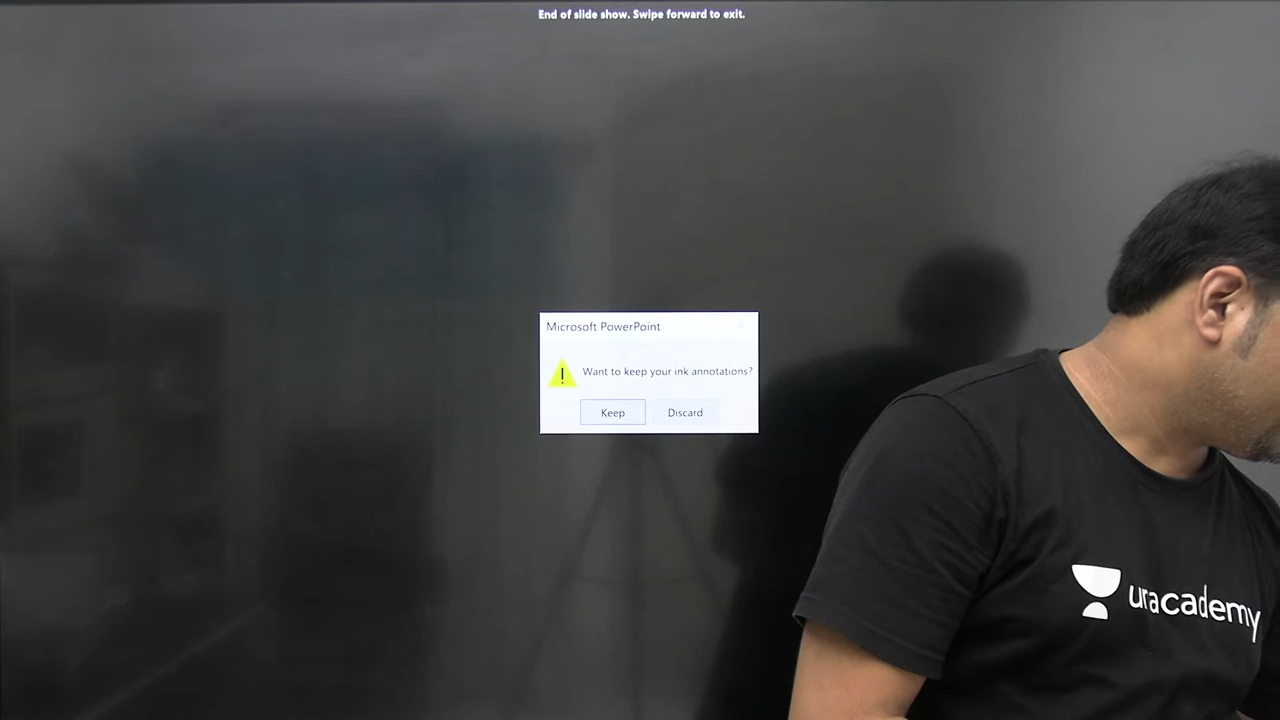 End of slide show. Swipe forward to exit.
Microsoft PowerPoint
Want to keep your ink annotations?
Keep
Discard
unacademy